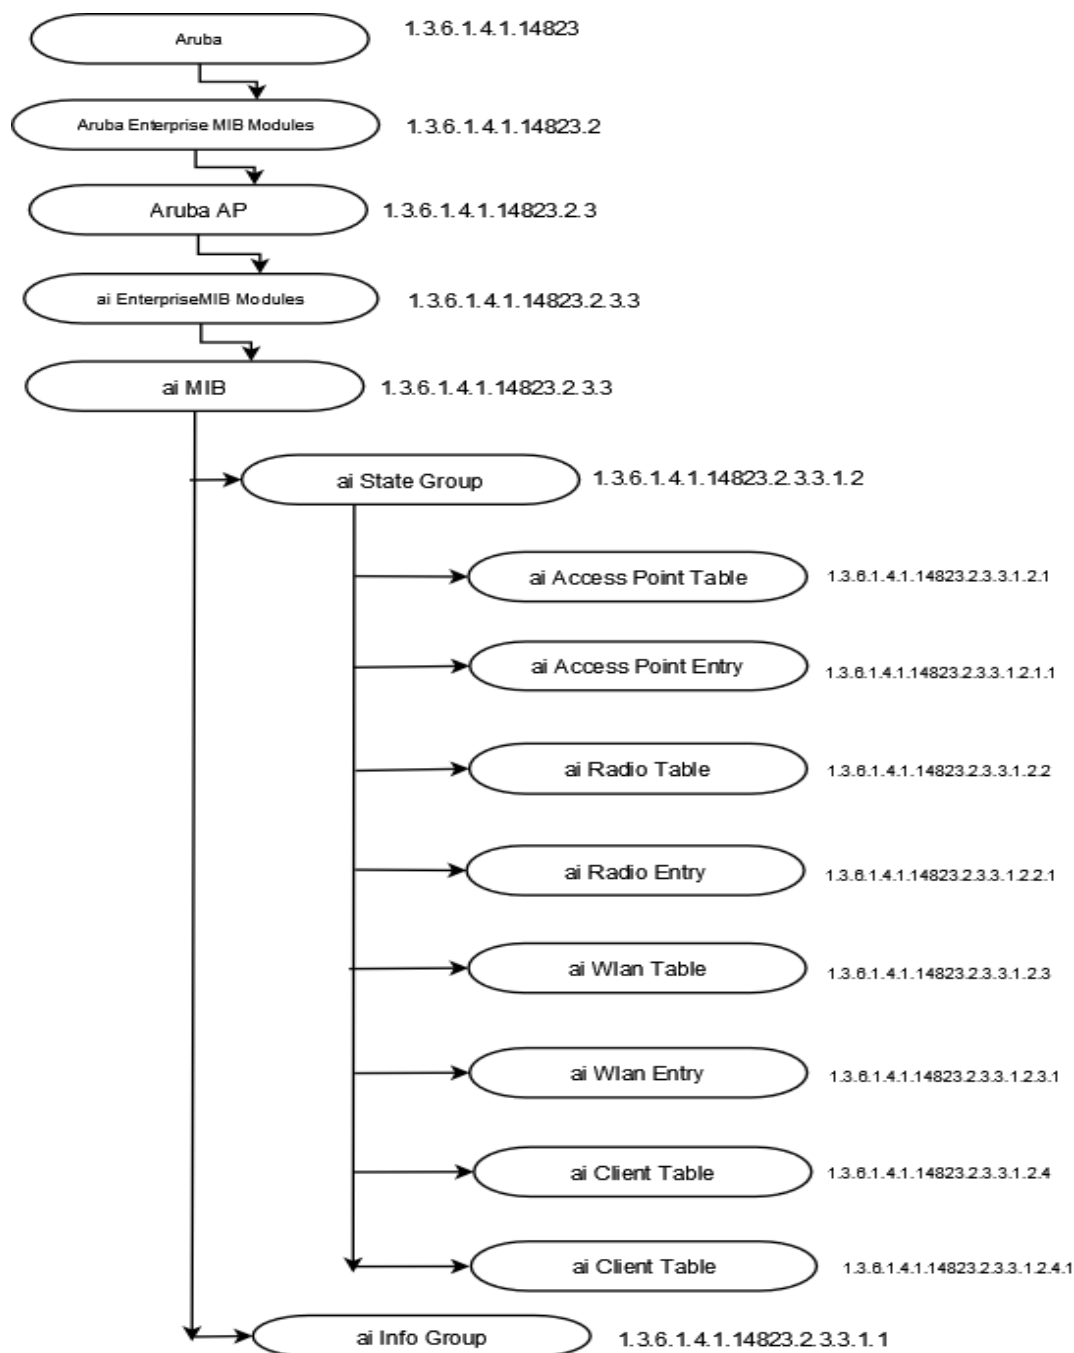 Aruba
1.3.6.1.4.1.14823
Aruba Enterprise MIB Modules
1.3.6.1.4.1.14823.2
Aruba AP
1.3.6.1.4.1.14823.2.3
ai EnterpriseMIB Modules
1.3.6.1.4.1.14823.2.3.3
ai MIB
1.3.6.1.4.1.14823.2.3.3
ai State Group
1.3.6.1.4.1.14823.2.3.3.1.2
ai Access Point Table
1.3.6.1.4.1.14823.2.3.3.1.2.1
ai Access Point Entry
1.3.6.1.4.1.14823.2.3.3.1.2.1.1
ai Radio Table
1.3.6.1.4.1.14823.2.3.3.1.2.2
ai Radio Entry
1.3.6.1.4.1.14823.2.3.3.1.2.2.1
ai Wlan Table
1.3.6.1.4.1.14823.2.3.3.1.2.3
ai Wlan Entry
1.3.6.1.4.1.14823.2.3.3.1.2.3.1
ai Client Table
1.3.6.1.4.1.14823.2.3.3.1.2.4
ai Client Table
1.3.6.1.4.1.14823.2.3.3.1.2.4.1
ai Info Group
1.3.6.1.4.1.14823.2.3.3.1.1